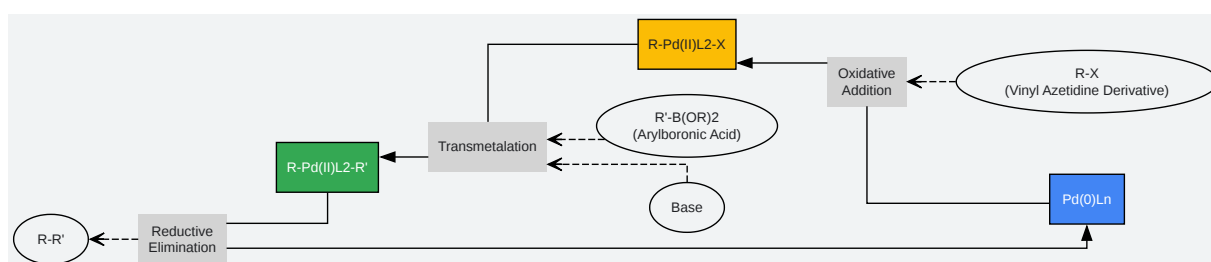 R-Pd(II)L2-X
Oxidative
Addition
R-X
(Vinyl Azetidine Derivative)
R'-B(OR)2
(Arylboronic Acid)
Transmetalation
R-Pd(II)L2-R'
Base
Pd(0)Ln
R-R'
Reductive
Elimination